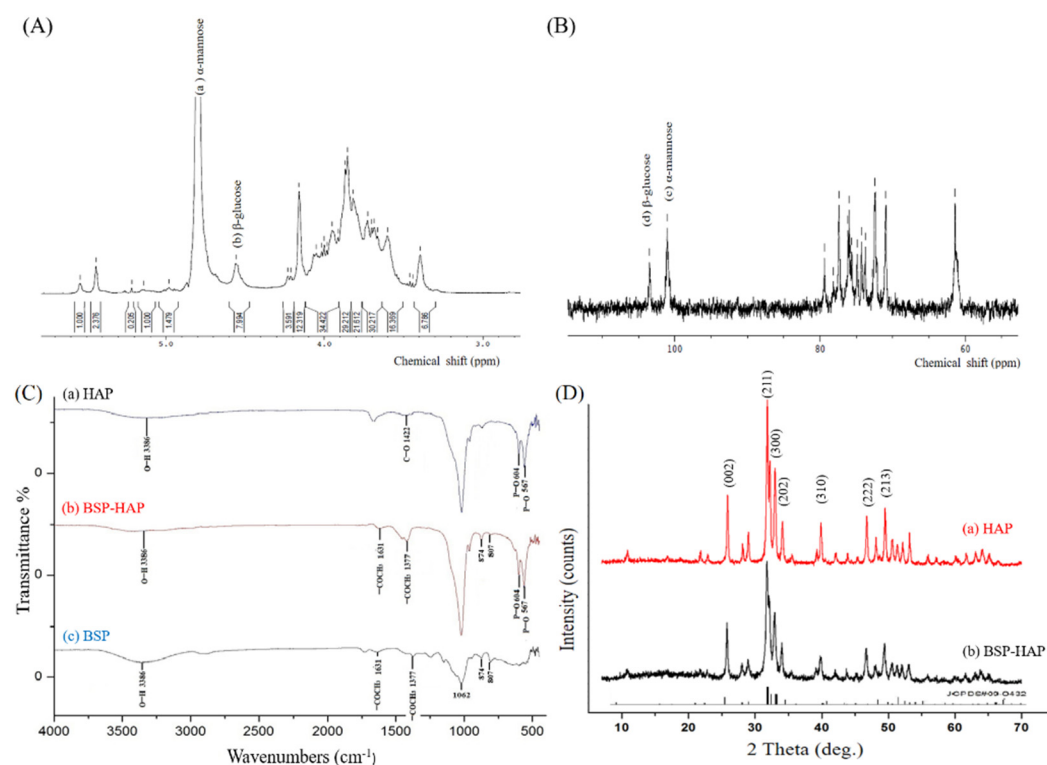 (A)
(a ) α-mannose
(b) β-glucose
1.000
2.376
0.205
1.000
1.479
7.994
3.591
12.319
34.422
29.212
21.612
30.217
16.369
6.786
5.0
4.0
3.0
Chemical shift (ppm)
(B)
(d) β-glucose
(c) α-mannose
100
80
60
Chemical shift (ppm)
(C)
(a) HAP
O—H 3386
C—O 1422
P—O 604
P—O 567
(b) BSP-HAP
O—H 3386
—COCH₃ 1631
—COCH₃ 1377
874
807
P—O 604
P—O 567
(c) BSP
O—H 3386
—COCH₃ 1631
—COCH₃ 1377
1062
874
807
0
0
0
Transmittance %
4000
3500
3000
2500
2000
1500
1000
500
Wavenumbers (cm⁻¹)
(D)
(002)
(211)
(300)
(202)
(310)
(222)
(213)
(a) HAP
(b) BSP-HAP
JCPDS#09-0432
Intensity (counts)
10
20
30
40
50
60
70
2 Theta (deg.)